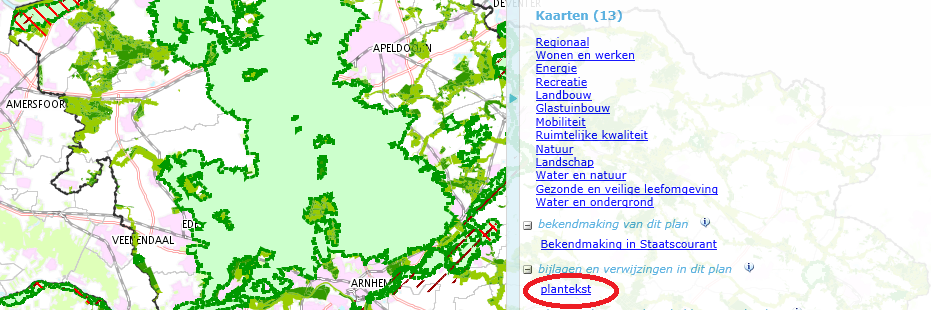 DEVENTER
APELDOORN
AMERSFOORT
EDE
VEENENDAAL
ARNHEM
Kaarten (13)
Regionaal
Wonen en werken
Energie
Recreatie
Landbouw
Glastuinbouw
Mobiliteit
Ruimtelijke kwaliteit
Natuur
Landschap
Water en natuur
Gezonde en veilige leefomgeving
Water en ondergrond
bekendmaking van dit plan
Bekendmaking in Staatscourant
bijlagen en verwijzingen in dit plan
plantekst